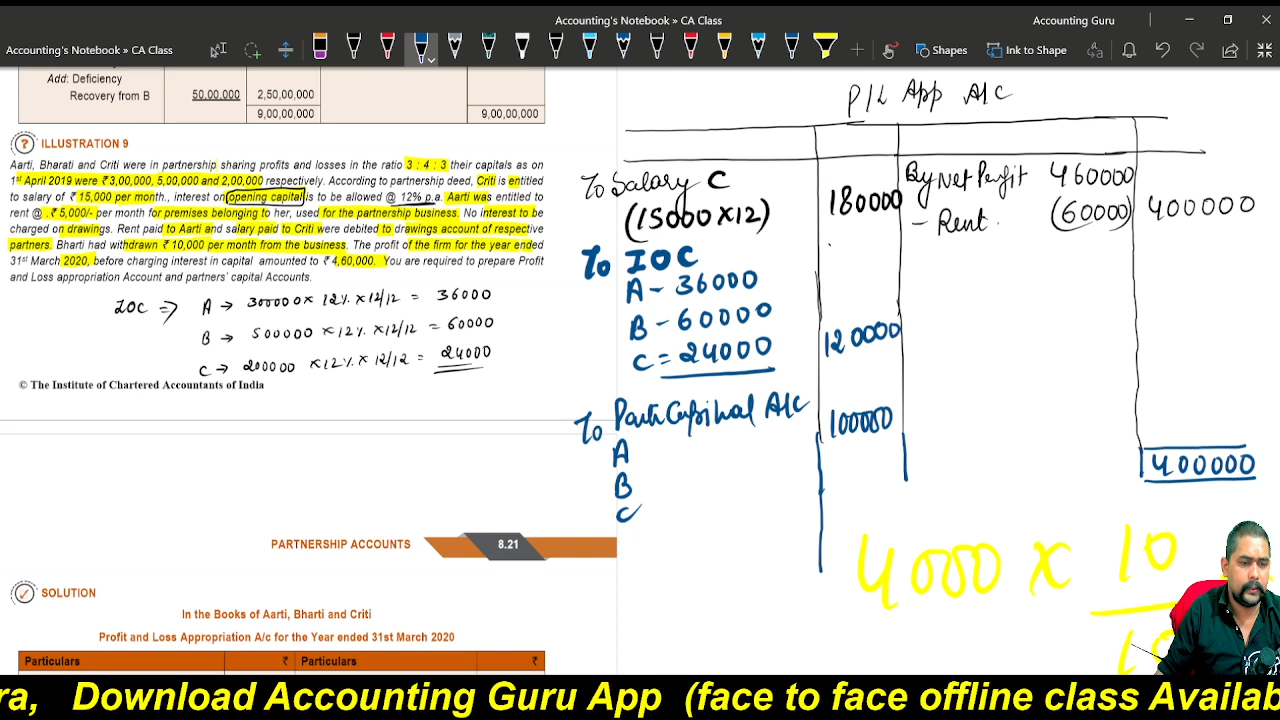 Accounting's Notebook » CA Class
Accounting Guru
Accounting's Notebook » CA Class
Shapes
Ink to Shape
Add: Deficiency
Recovery from B 50,00,000 2,50,00,000
9,00,00,000 9,00,00,000
? ILLUSTRATION 9
Aarti, Bharati and Criti were in partnership sharing profits and losses in the ratio 3 : 4 : 3 their capitals as on
1st April 2019 were ₹ 3,00,000, 5,00,000 and 2,00,000 respectively. According to partnership deed, Criti is entitled
to salary of ₹ 15,000 per month., interest on opening capital is to be allowed @ 12% p.a. Aarti was entitled to
rent @ . ₹ 5,000/- per month for premises belonging to her, used for the partnership business. No interest to be
charged on drawings. Rent paid to Aarti and salary paid to Criti were debited to drawings account of respective
partners. Bharti had withdrawn ₹ 10,000 per month from the business. The profit of the firm for the year ended
31st March 2020, before charging interest in capital amounted to ₹ 4,60,000. You are required to prepare Profit
and Loss appropriation Account and partners' capital Accounts.
IOC ⇒ A → 300000 × 12% × 12/12 = 36000
B → 500000 × 12% × 12/12 = 60000
C → 200000 × 12% × 12/12 = 24000
© The Institute of Chartered Accountants of India
PARTNERSHIP ACCOUNTS 8.21
SOLUTION
In the Books of Aarti, Bharti and Criti
Profit and Loss Appropriation A/c for the Year ended 31st March 2020
Particulars ₹ Particulars ₹
P/L App A/C
To Salary C 180000 By Net Profit 460000
(15000×12) - Rent. (60000) 400000
To IOC
A - 36000
B - 60000
C = 24000 120000
To Part Capital A/C 100000
A
B
C
400000
4000 × 10
10
ra, Download Accounting Guru App (face to face offline class Availab